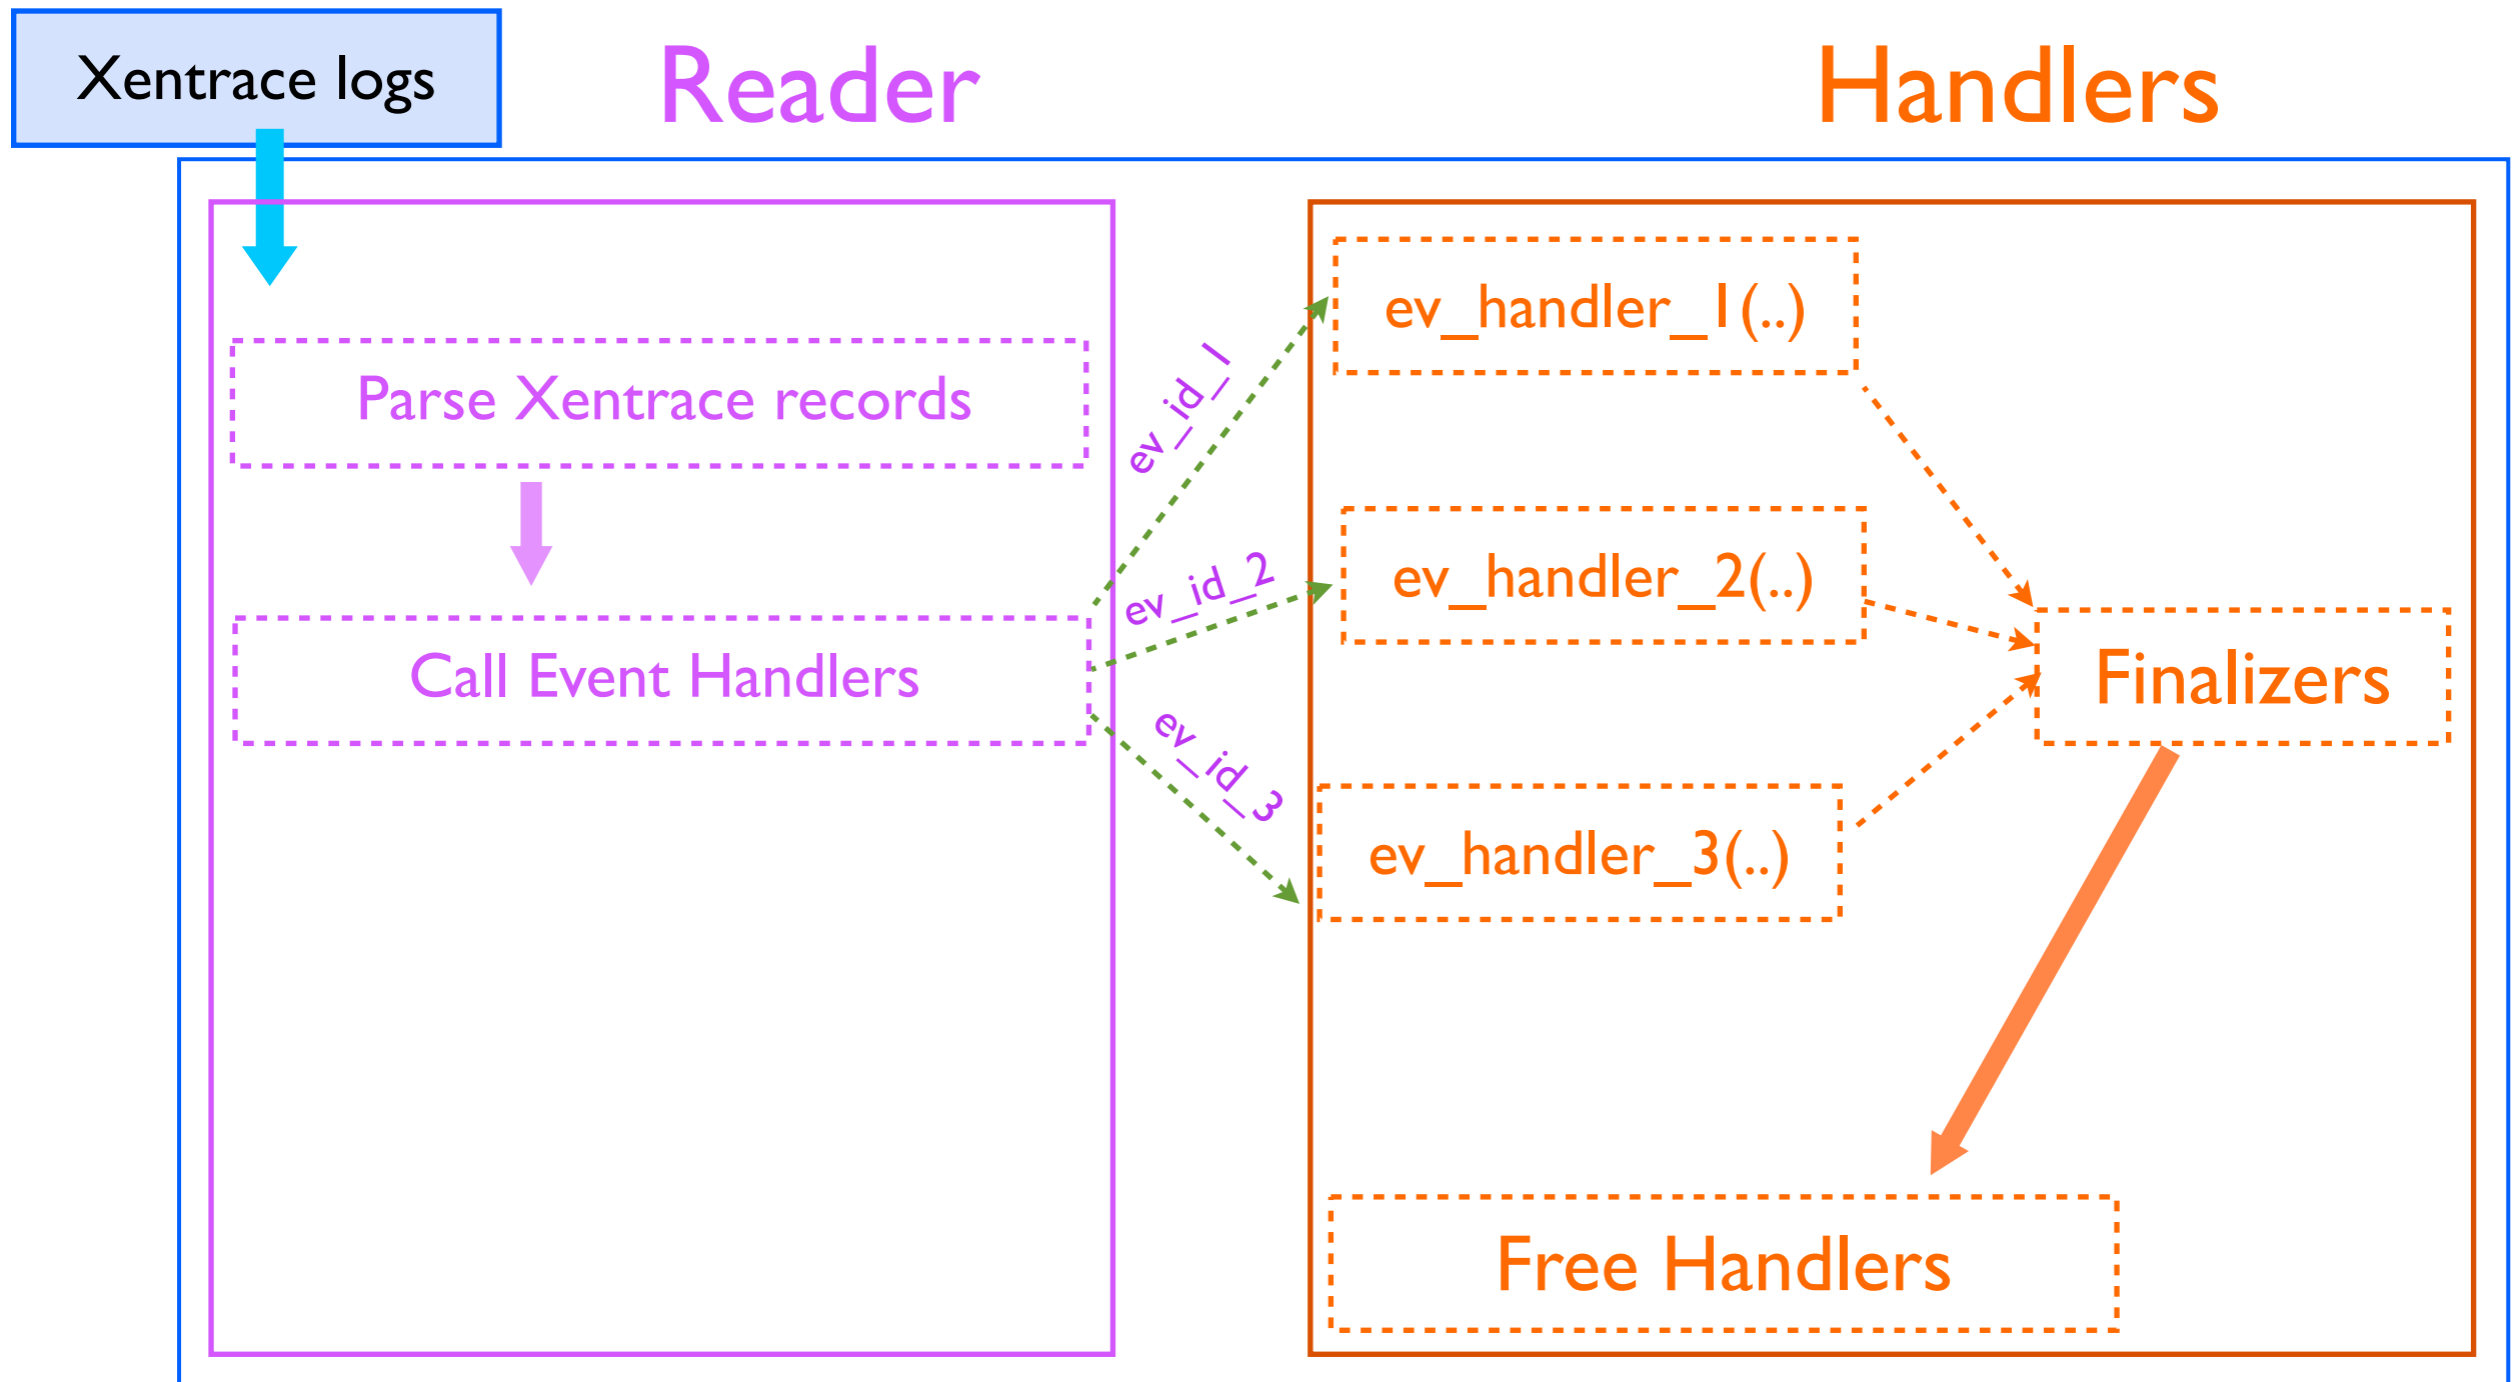 Xentrace logs
Reader
Handlers
Parse Xentrace records
Call Event Handlers
ev_id_1
ev_id_2
ev_id_3
ev_handler_1(..)
ev_handler_2(..)
ev_handler_3(..)
Finalizers
Free Handlers